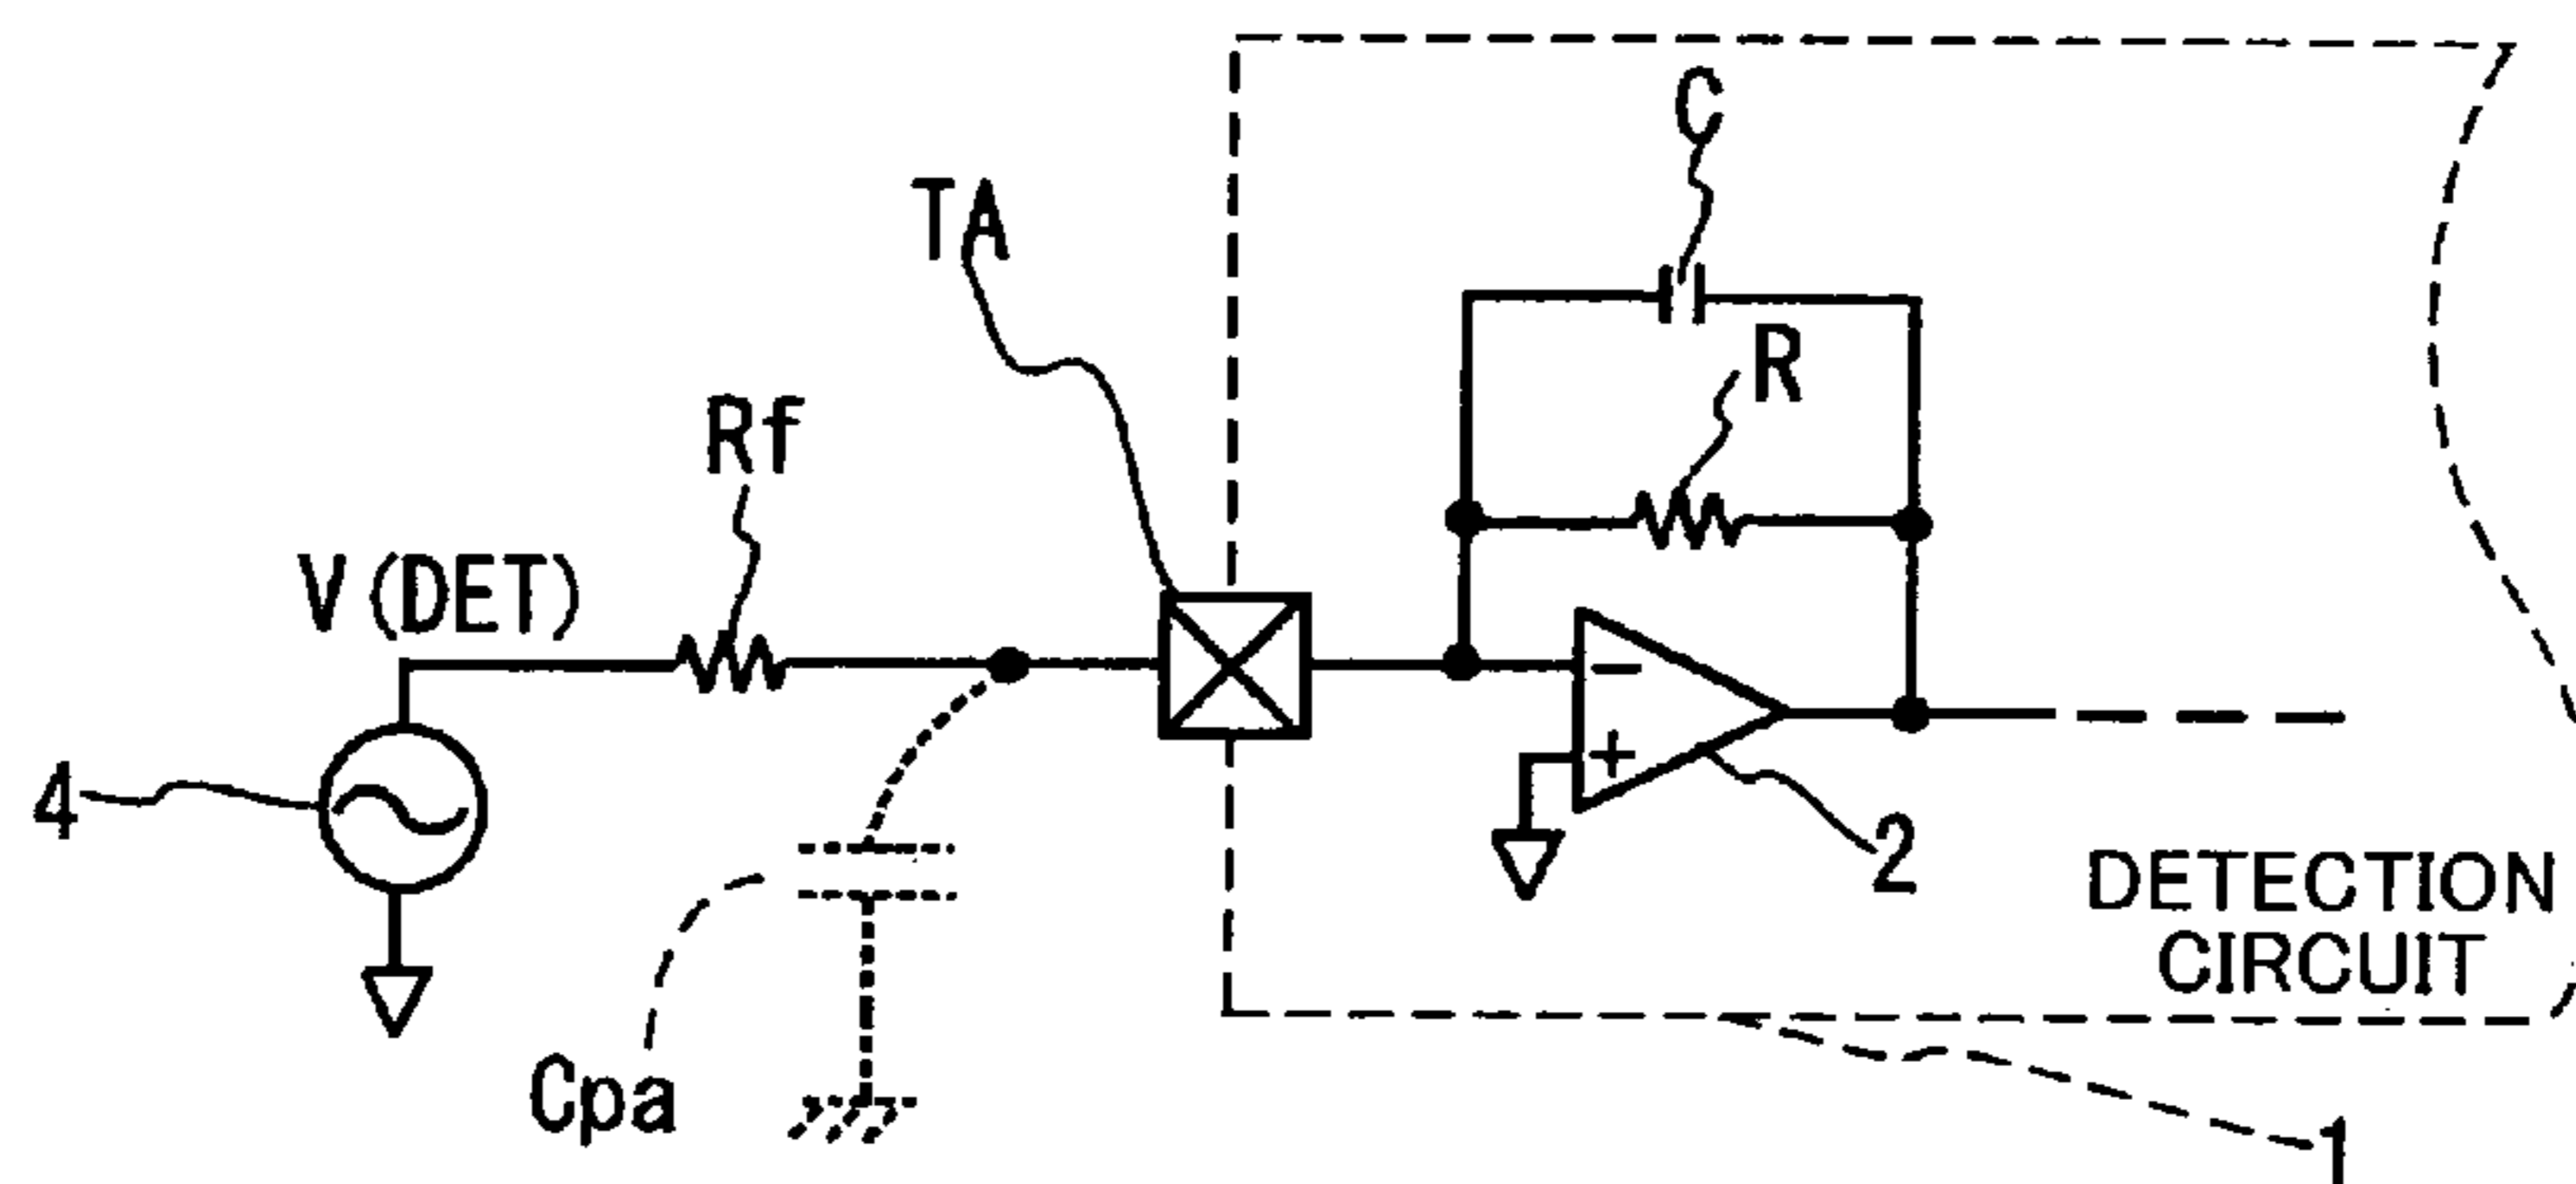 C
TA
R
Rf
V (DET)
−
4
+
2
DETECTION
CIRCUIT
Cpa
1